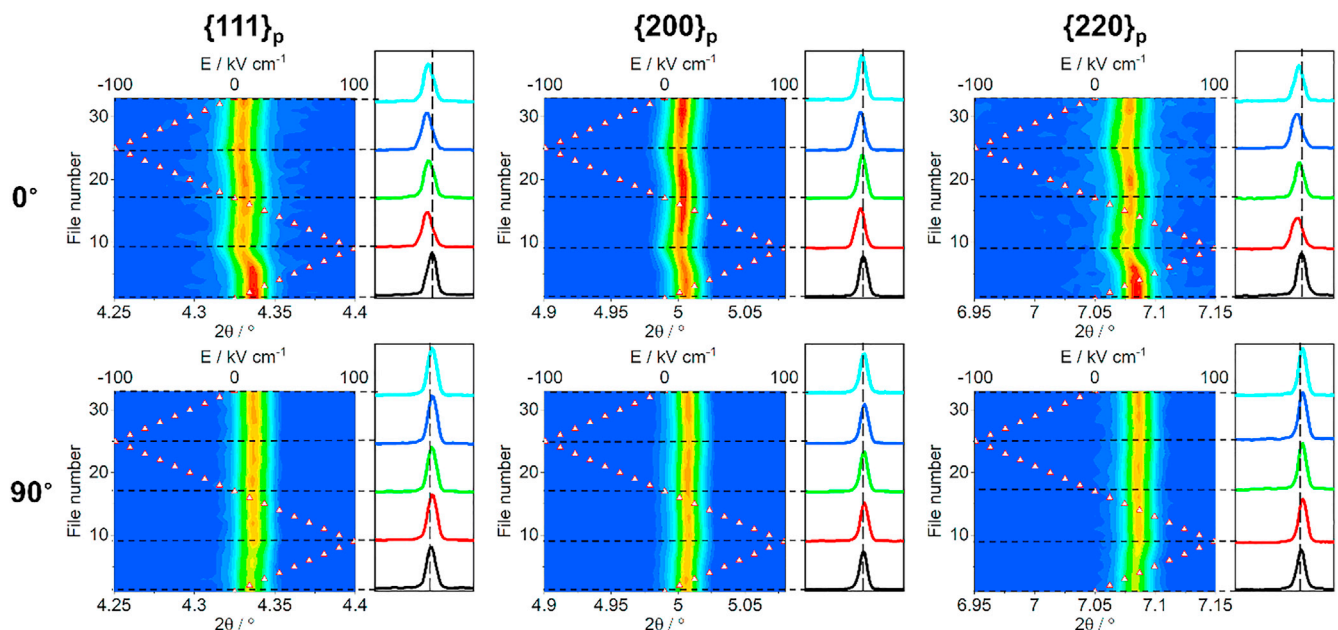 {111}p {200}p {220}p
E / kV cm⁻¹ E / kV cm⁻¹ E / kV cm⁻¹
-100 0 100 -100 0 100 -100 0 100
0°
File number File number File number
30 30 30
20 20 20
10 10 10
4.25 4.3 4.35 4.4 4.9 4.95 5 5.05 6.95 7 7.05 7.1 7.15
2θ / ° 2θ / ° 2θ / °
E / kV cm⁻¹ E / kV cm⁻¹ E / kV cm⁻¹
-100 0 100 -100 0 100 -100 0 100
90°
File number File number File number
30 30 30
20 20 20
10 10 10
4.25 4.3 4.35 4.4 4.9 4.95 5 5.05 6.95 7 7.05 7.1 7.15
2θ / ° 2θ / ° 2θ / °